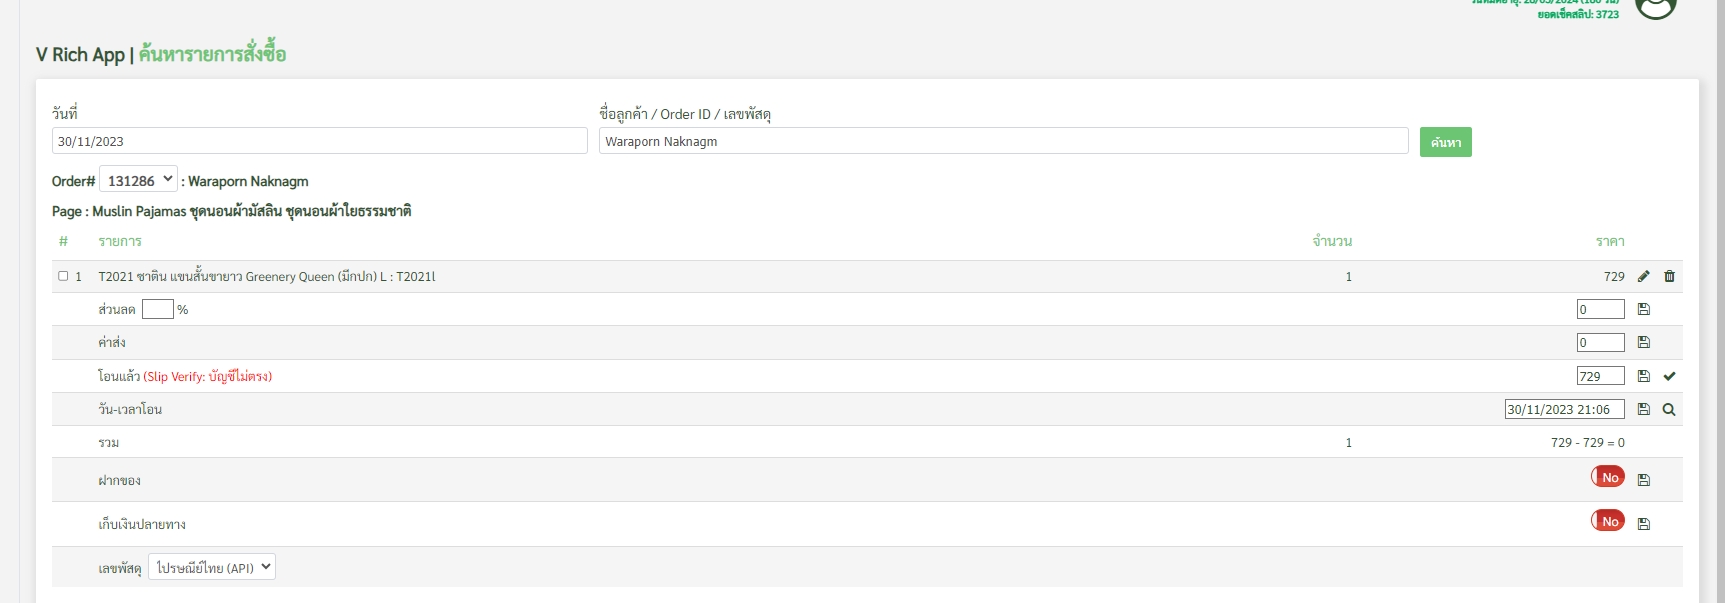 ยอดเช็คสลิป: 3723
V Rich App | ค้นหารายการสั่งซื้อ
วันที่
ชื่อลูกค้า / Order ID / เลขพัสดุ
30/11/2023
Waraporn Naknagm
ค้นหา
Order# 131286 : Waraporn Naknagm
Page : Muslin Pajamas ชุดนอนผ้ามัสลิน ชุดนอนผ้าใยธรรมชาติ
# รายการ จำนวน ราคา
1 T2021 ซาติน แขนสั้นขายาว Greenery Queen (มีกปก) L : T2021l 1 729
ส่วนลด % 0
ค่าส่ง 0
โอนแล้ว (Slip Verify: บัญชีไม่ตรง) 729
วัน-เวลาโอน 30/11/2023 21:06
รวม 1 729 - 729 = 0
ฝากของ No
เก็บเงินปลายทาง No
เลขพัสดุ ไปรษณีย์ไทย (API)